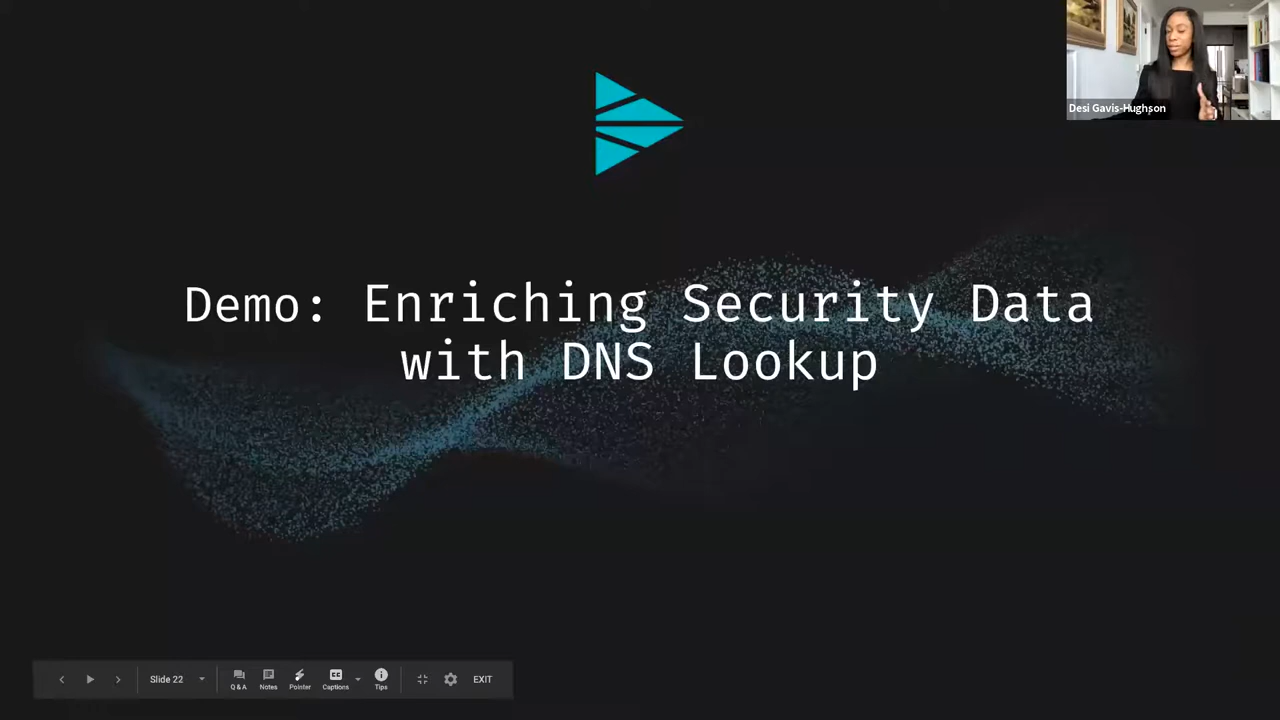 Desi Gavis-Hughson
Demo: Enriching Security Data
with DNS Lookup
Slide 22
Q & A
Notes
Pointer
Captions
Tips
EXIT